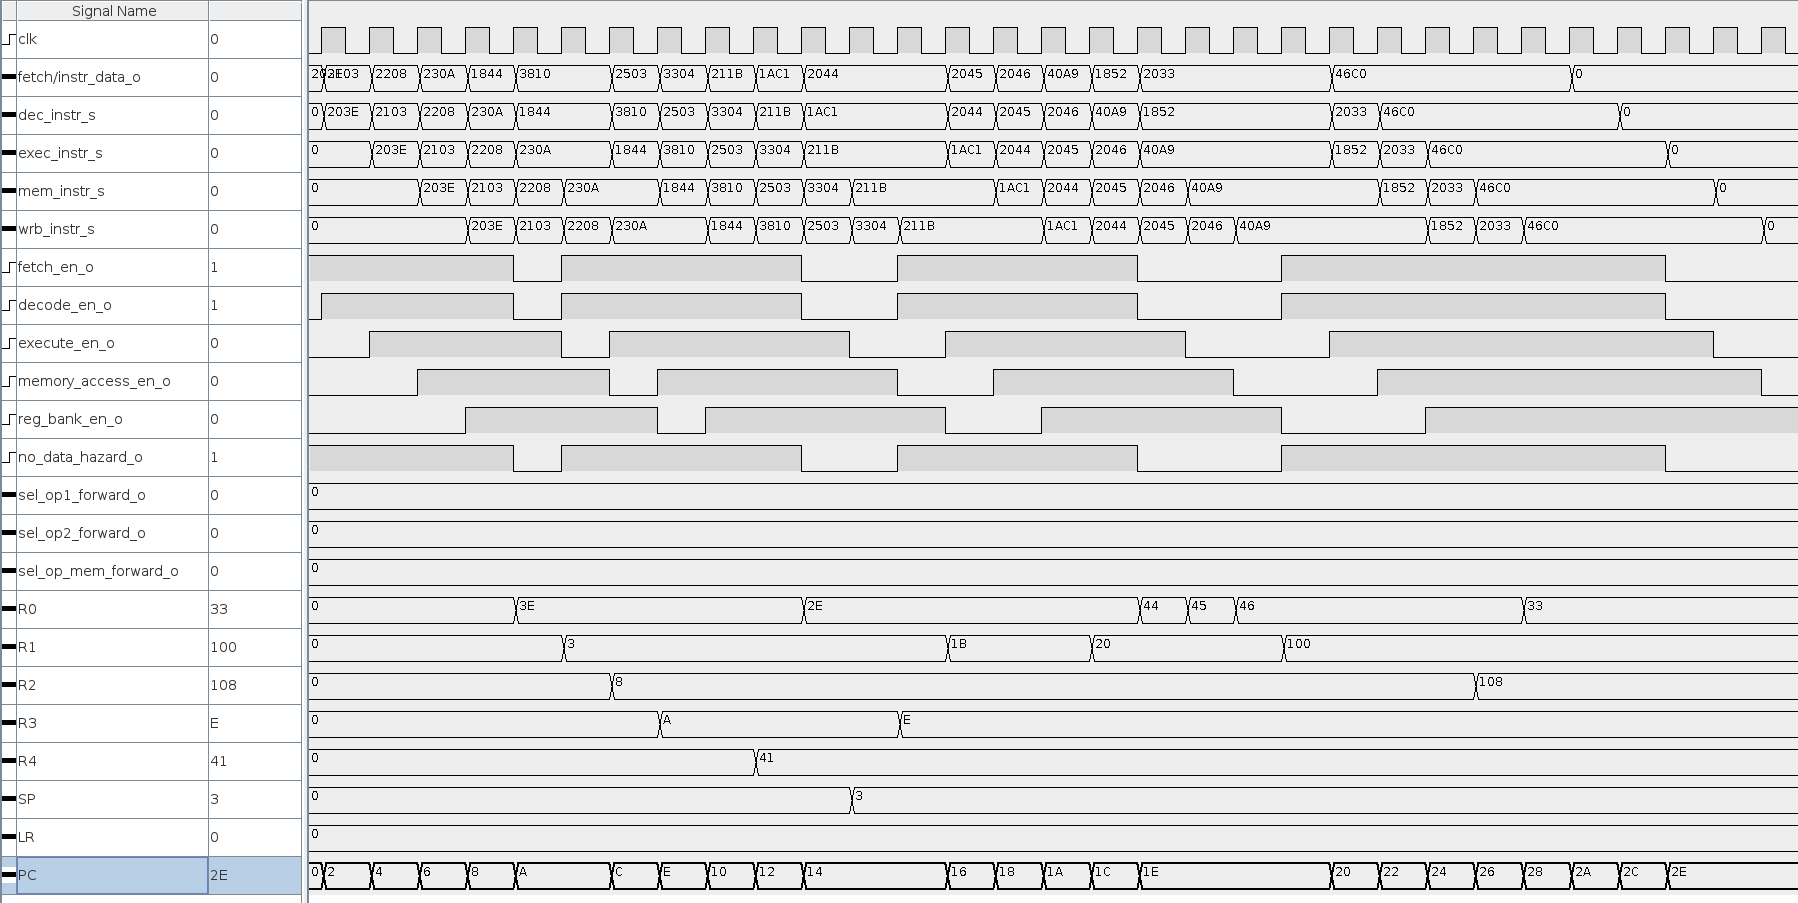 Signal Name
clk 0
fetch/instr_data_o 0 2103 2208 230A 1844 3810 2503 3304 211B 1AC1 2044 2045 2046 40A9 1852 2033 46C0 0
dec_instr_s 0 0 203E 2103 2208 230A 1844 3810 2503 3304 211B 1AC1 2044 2045 2046 40A9 1852 2033 46C0 0
exec_instr_s 0 0 203E 2103 2208 230A 1844 3810 2503 3304 211B 1AC1 2044 2045 2046 40A9 1852 2033 46C0 0
mem_instr_s 0 0 203E 2103 2208 230A 1844 3810 2503 3304 211B 1AC1 2044 2045 2046 40A9 1852 2033 46C0 0
wrb_instr_s 0 0 203E 2103 2208 230A 1844 3810 2503 3304 211B 1AC1 2044 2045 2046 40A9 1852 2033 46C0 0
fetch_en_o 1
decode_en_o 1
execute_en_o 0
memory_access_en_o 0
reg_bank_en_o 0
no_data_hazard_o 1
sel_op1_forward_o 0 0
sel_op2_forward_o 0 0
sel_op_mem_forward_o 0 0
R0 33 0 3E 2E 44 45 46 33
R1 100 0 3 1B 20 100
R2 108 0 8 108
R3 E 0 A E
R4 41 0 41
SP 3 0 3
LR 0 0
PC 2E 0 2 4 6 8 A C E 10 12 14 16 18 1A 1C 1E 20 22 24 26 28 2A 2C 2E